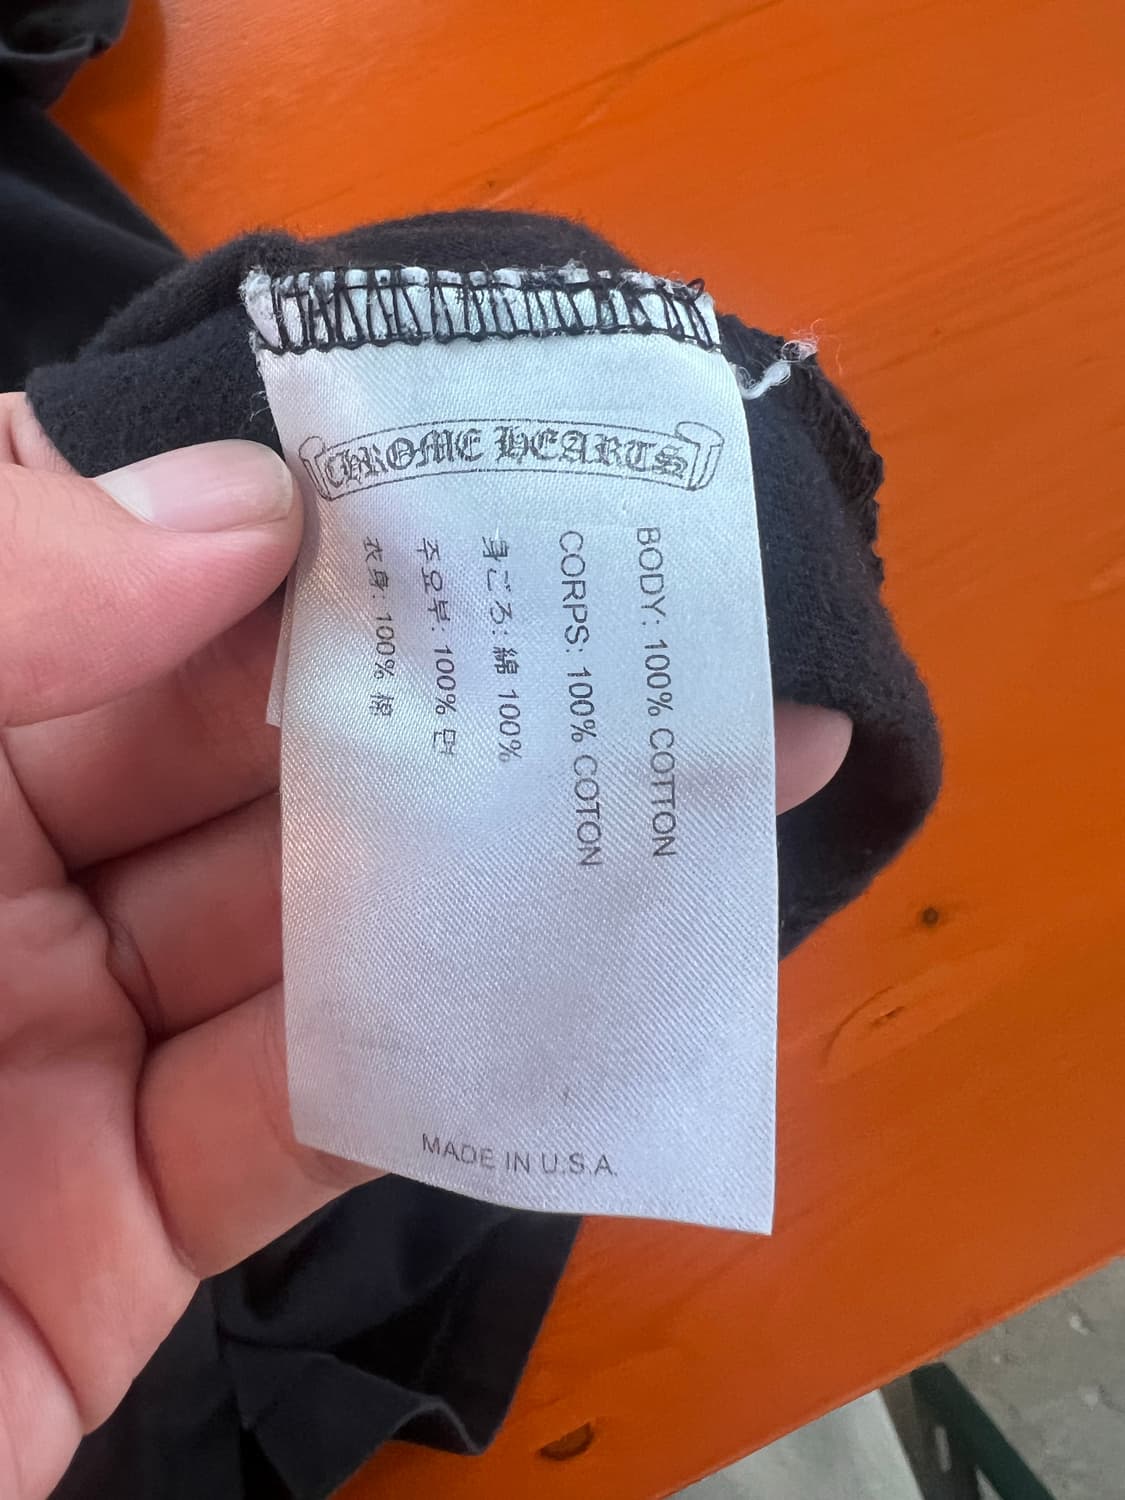 CHROME HEARTS
BODY: 100% COTTON
CORPS: 100% COTON
身ごろ: 綿 100%
주요부: 100% 면
衣身: 100% 棉
MADE IN U.S.A.